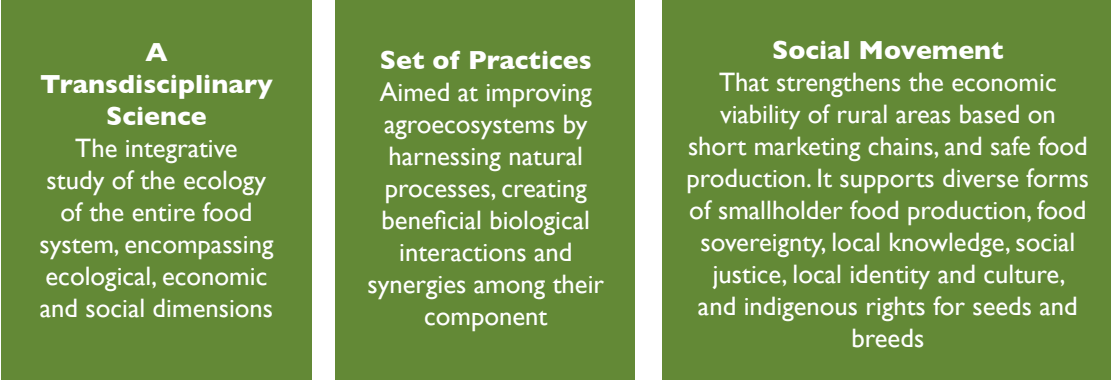 A
Transdisciplinary
Science
The integrative
study of the ecology
of the entire food
system, encompassing
ecological, economic
and social dimensions
Set of Practices
Aimed at improving
agroecosystems by
harnessing natural
processes, creating
beneficial biological
interactions and
synergies among their
component
Social Movement
That strengthens the economic
viability of rural areas based on
short marketing chains, and safe food
production. It supports diverse forms
of smallholder food production, food
sovereignty, local knowledge, social
justice, local identity and culture,
and indigenous rights for seeds and
breeds